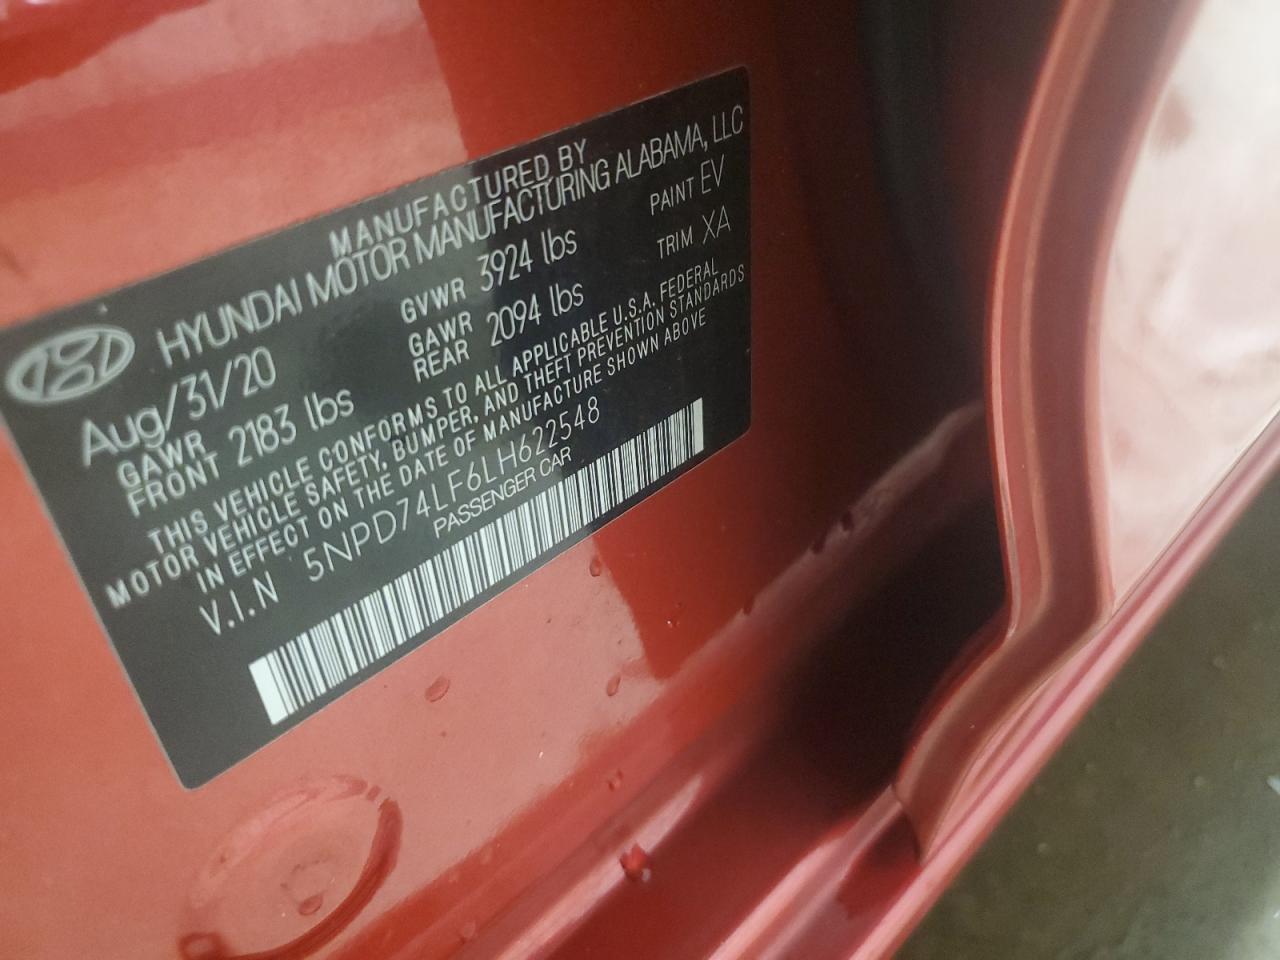 MANUFACTURED BY
HYUNDAI MOTOR MANUFACTURING ALABAMA, LLC
Aug/31/20 GVWR 3924 lbs PAINT EV
GAWR FRONT 2183 lbs GAWR REAR 2094 lbs TRIM XA
THIS VEHICLE CONFORMS TO ALL APPLICABLE U.S.A. FEDERAL
MOTOR VEHICLE SAFETY, BUMPER, AND THEFT PREVENTION STANDARDS
IN EFFECT ON THE DATE OF MANUFACTURE SHOWN ABOVE
V.I.N 5NPD74LF6LH622548
PASSENGER CAR